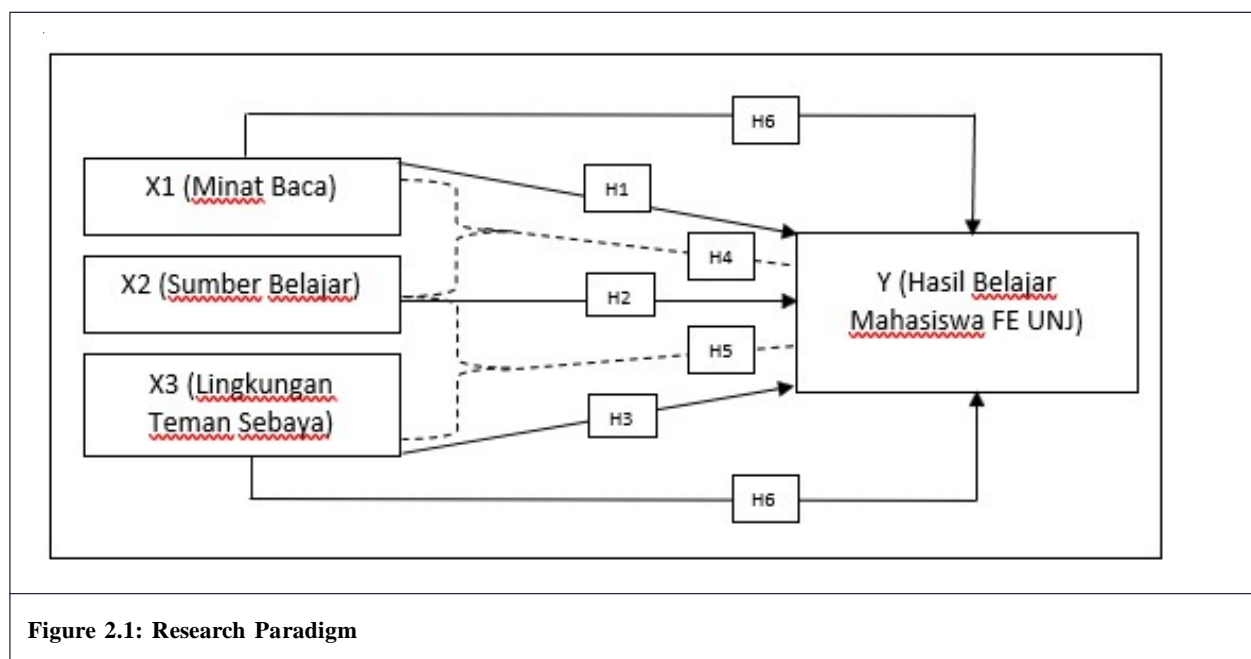 H6
X1 (Minat Baca)
H1
H4
X2 (Sumber Belajar)
H2
Y (Hasil Belajar
Mahasiswa FE UNJ)
H5
X3 (Lingkungan
Teman Sebaya)
H3
H6
Figure 2.1: Research Paradigm